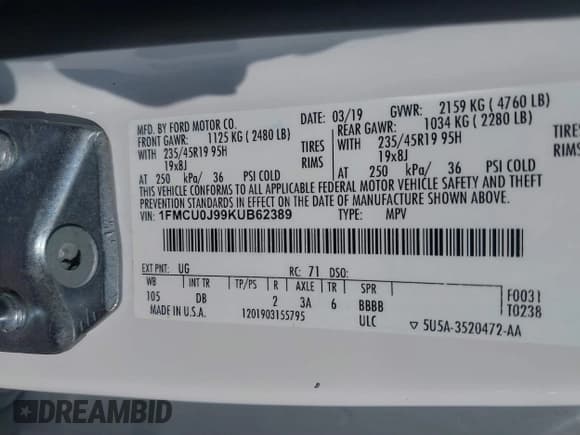 MFD. BY FORD MOTOR CO.
DATE: 03/19
GVWR: 2159 KG ( 4760 LB)
FRONT GAWR: 1125 KG ( 2480 LB)
REAR GAWR: 1034 KG ( 2280 LB)
WITH 235/45R19 95H TIRES
WITH 235/45R19 95H TIRES
19x8J RIMS
19x8J RIMS
AT 250 kPa/ 36 PSI COLD
AT 250 kPa/ 36 PSI COLD
THIS VEHICLE CONFORMS TO ALL APPLICABLE FEDERAL MOTOR VEHICLE SAFETY AND THEFT
PREVENTION STANDARDS IN EFFECT ON THE DATE OF MANUFACTURE SHOWN ABOVE.
VIN: 1FMCU0J99KUB62389
TYPE: MPV
EXT PNT: UG RC: 71 DSO:
WB INT TR TP/PS R AXLE TR SPR
105 DB 2 3A 6 BBBB
F0031
T0238
MADE IN U.S.A. 1201903155795 ULC
▽ 5U5A-3520472-AA
DREAMBID